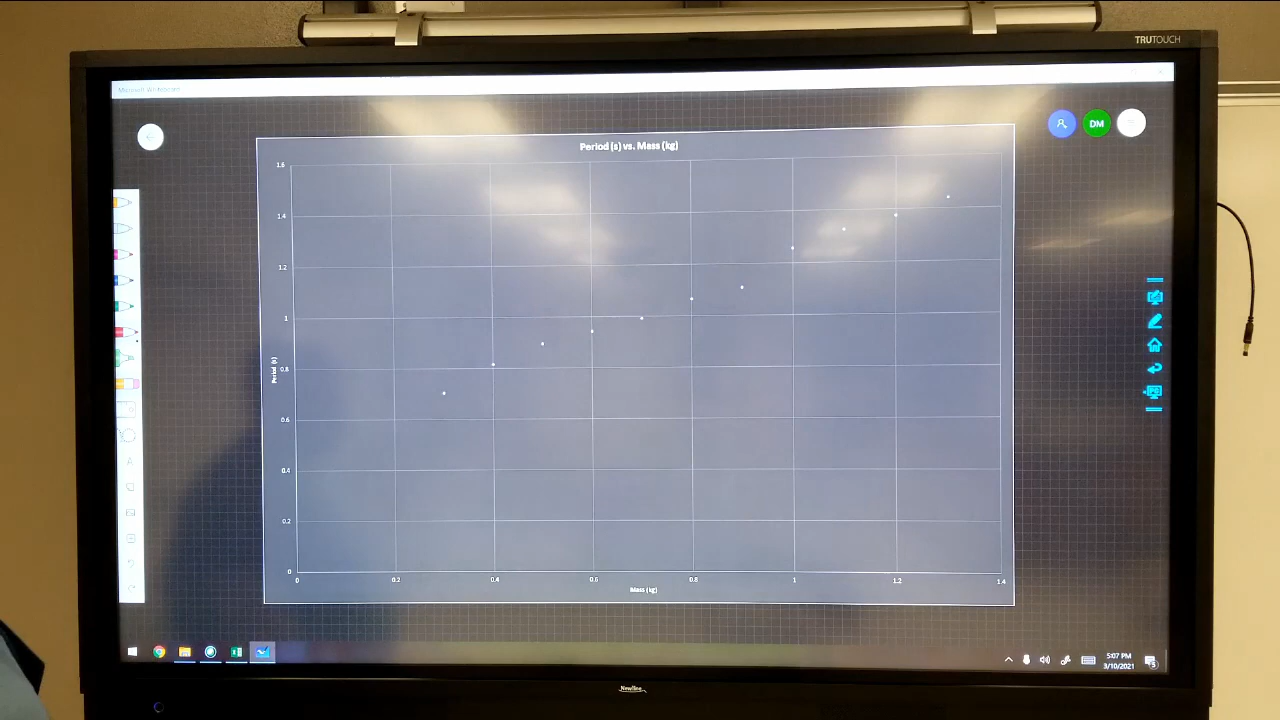 TRUTOUCH
Microsoft Whiteboard
DM
Period (s) vs. Mass (kg)
1.6
1.4
1.2
1
0.8
0.6
0.4
0.2
0
Period (s)
0
0.2
0.4
0.6
0.8
1
1.2
1.4
Mass (kg)
A
5:07 PM
3/10/2021
5
Newline